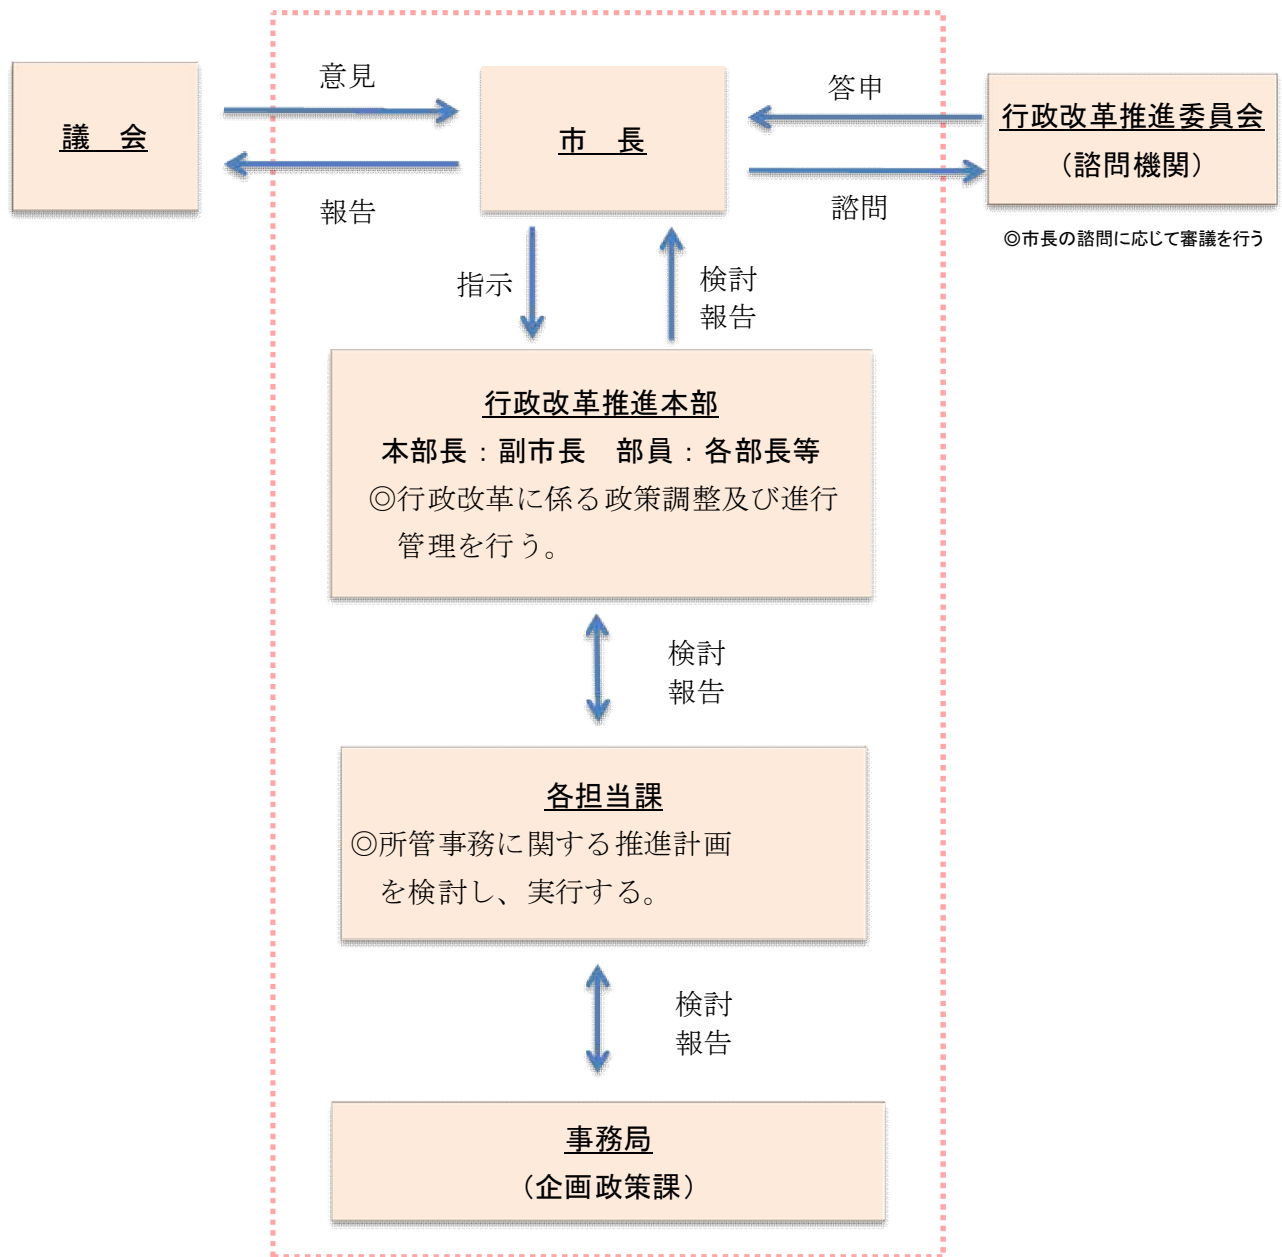 意見
答申
議　会
市　長
行政改革推進委員会
（諮問機関）
報告
諮問
◎市長の諮問に応じて審議を行う
指示
検討
報告
行政改革推進本部
本部長：副市長　部員：各部長等
◎行政改革に係る政策調整及び進行
管理を行う。
検討
報告
各担当課
◎所管事務に関する推進計画
を検討し、実行する。
検討
報告
事務局
（企画政策課）